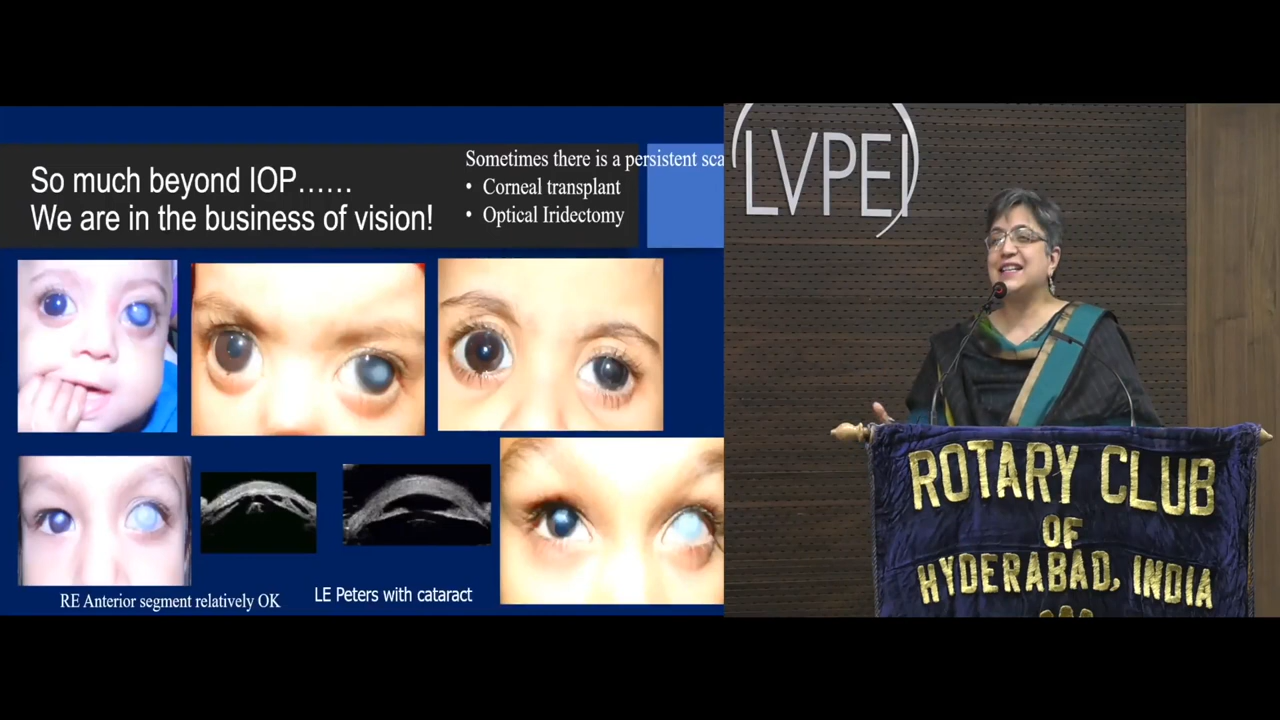 So much beyond IOP......
We are in the business of vision!
Sometimes there is a persistent sca
• Corneal transplant
• Optical Iridectomy
RE Anterior segment relatively OK
LE Peters with cataract
LVPEI
ROTARY CLUB
OF
HYDERABAD, INDIA